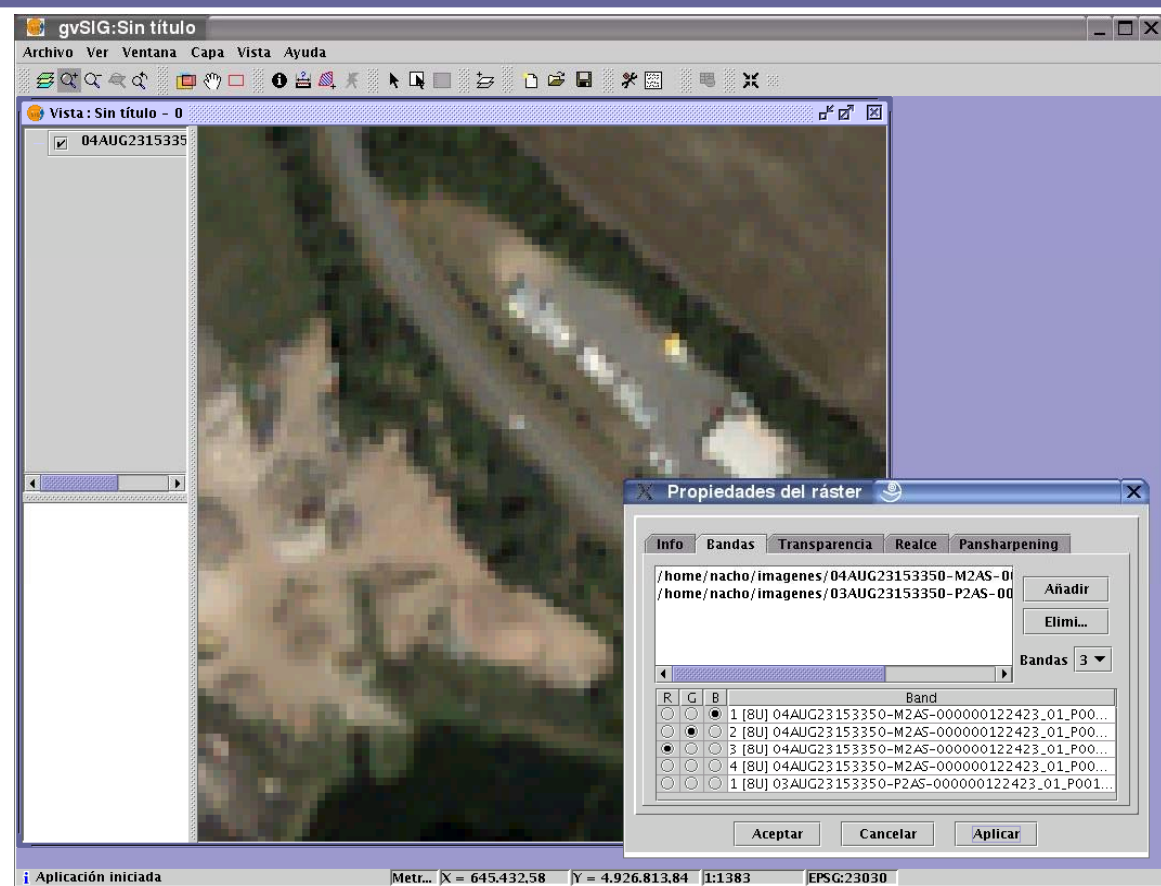 gvSIG:Sin título
Archivo Ver Ventana Capa Vista Ayuda
Vista : Sin título - 0
04AUG2315335
Propiedades del ráster
Info Bandas Transparencia Realce Pansharpening
/home/nacho/imagenes/04AUG23153350-M2AS-0
/home/nacho/imagenes/03AUG23153350-P2AS-00
Añadir
Elimi...
Bandas 3
R G B Band
1 [8U] 04AUG23153350-M2AS-000000122423_01_P00...
2 [8U] 04AUG23153350-M2AS-000000122423_01_P00...
3 [8U] 04AUG23153350-M2AS-000000122423_01_P00...
4 [8U] 04AUG23153350-M2AS-000000122423_01_P00...
1 [8U] 03AUG23153350-P2AS-000000122423_01_P001...
Aceptar Cancelar Aplicar
Aplicación iniciada Metr... X = 645.432,58 Y = 4.926.813,84 1:1383 EPSG:23030